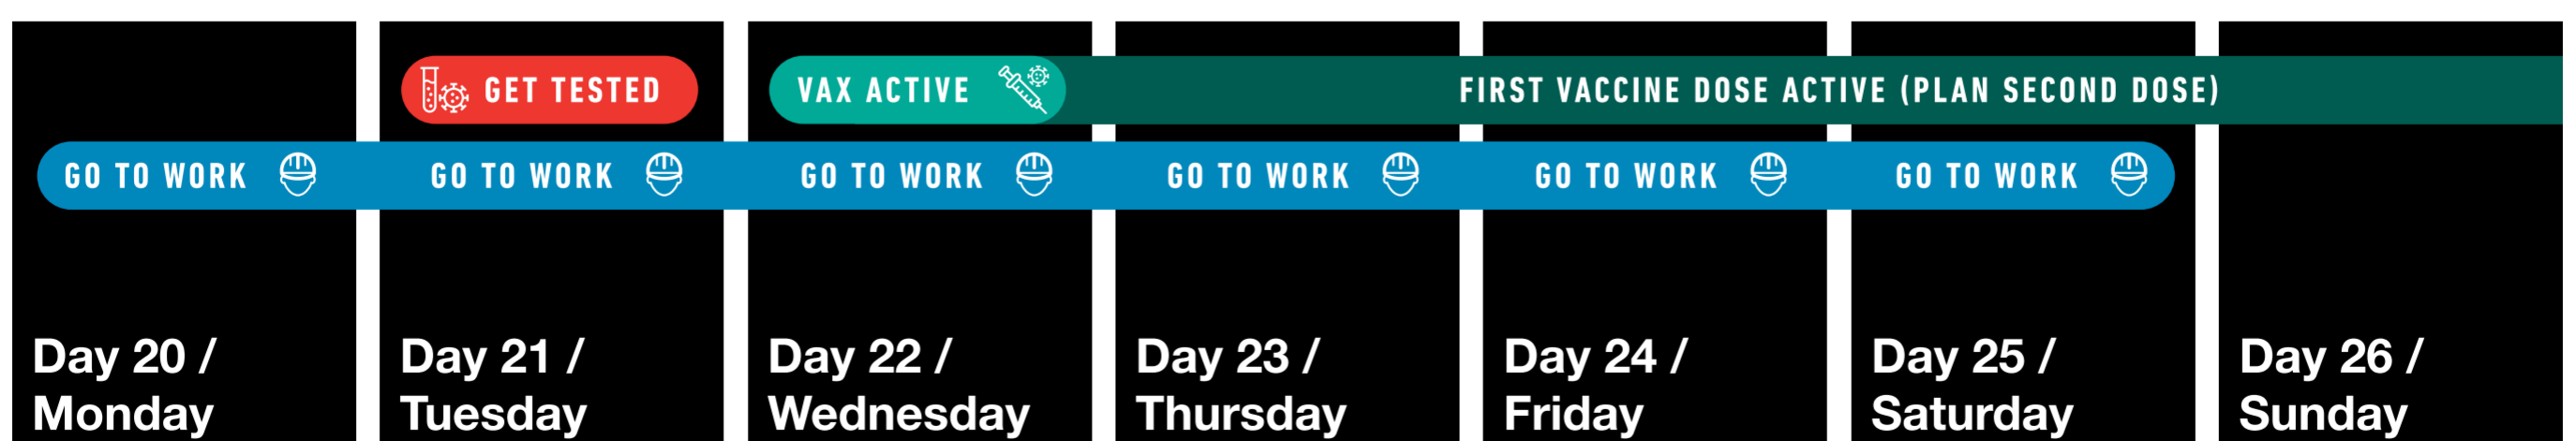 GET TESTED
VAX ACTIVE
FIRST VACCINE DOSE ACTIVE (PLAN SECOND DOSE)
GO TO WORK
GO TO WORK
GO TO WORK
GO TO WORK
GO TO WORK
GO TO WORK
Day 20 /
Monday
Day 21 /
Tuesday
Day 22 /
Wednesday
Day 23 /
Thursday
Day 24 /
Friday
Day 25 /
Saturday
Day 26 /
Sunday